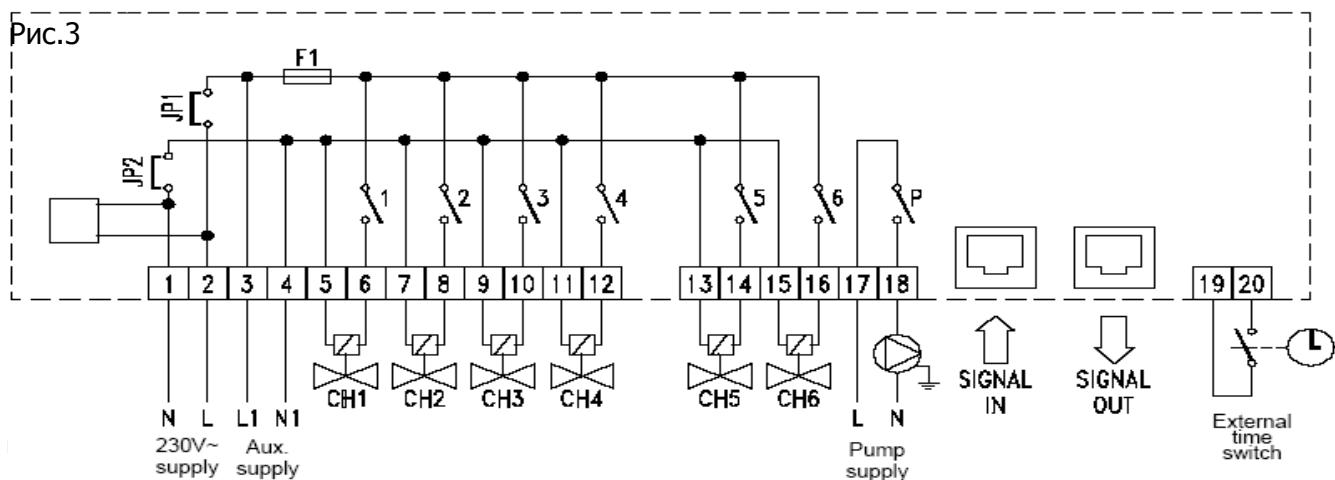 Рис.3
F1
JP1
JP2
1 2 3 4 5 6 P
1 2 3 4 5 6 7 8 9 10 11 12 13 14 15 16 17 18 19 20
CH1 CH2 CH3 CH4 CH5 CH6
SIGNAL IN
SIGNAL OUT
N L L1 N1 L N
230V~ supply
Aux. supply
Pump supply
External time switch